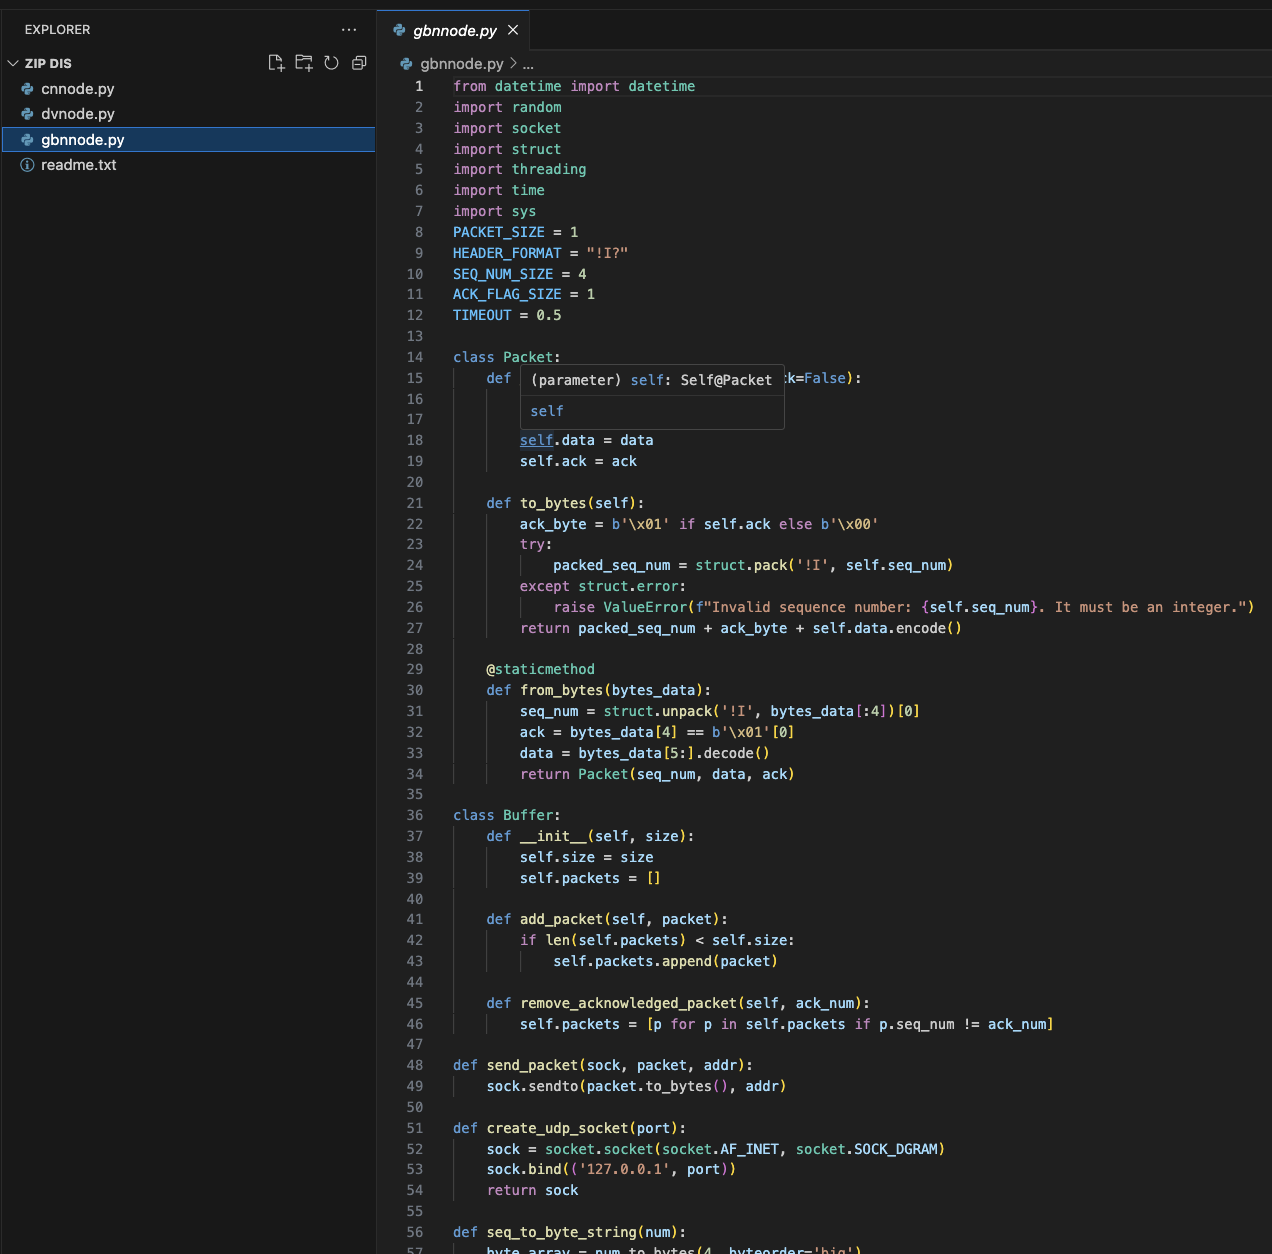 EXPLORER
...
ZIP DIS
cnnode.py
dvnode.py
gbnnode.py
readme.txt
gbnnode.py
gbnnode.py > ...
1 from datetime import datetime
2 import random
3 import socket
4 import struct
5 import threading
6 import time
7 import sys
8 PACKET_SIZE = 1
9 HEADER_FORMAT = "!I?"
10 SEQ_NUM_SIZE = 4
11 ACK_FLAG_SIZE = 1
12 TIMEOUT = 0.5
13
14 class Packet:
15 def ck=False):
(parameter) self: Self@Packet
16
self
17
18 self.data = data
19 self.ack = ack
20
21 def to_bytes(self):
22 ack_byte = b'\x01' if self.ack else b'\x00'
23 try:
24 packed_seq_num = struct.pack('!I', self.seq_num)
25 except struct.error:
26 raise ValueError(f"Invalid sequence number: {self.seq_num}. It must be an integer.")
27 return packed_seq_num + ack_byte + self.data.encode()
28
29 @staticmethod
30 def from_bytes(bytes_data):
31 seq_num = struct.unpack('!I', bytes_data[:4])[0]
32 ack = bytes_data[4] == b'\x01'[0]
33 data = bytes_data[5:].decode()
34 return Packet(seq_num, data, ack)
35
36 class Buffer:
37 def __init__(self, size):
38 self.size = size
39 self.packets = []
40
41 def add_packet(self, packet):
42 if len(self.packets) < self.size:
43 self.packets.append(packet)
44
45 def remove_acknowledged_packet(self, ack_num):
46 self.packets = [p for p in self.packets if p.seq_num != ack_num]
47
48 def send_packet(sock, packet, addr):
49 sock.sendto(packet.to_bytes(), addr)
50
51 def create_udp_socket(port):
52 sock = socket.socket(socket.AF_INET, socket.SOCK_DGRAM)
53 sock.bind(('127.0.0.1', port))
54 return sock
55
56 def seq_to_byte_string(num):
57 byte_array = num.to_bytes(4, byteorder='big')